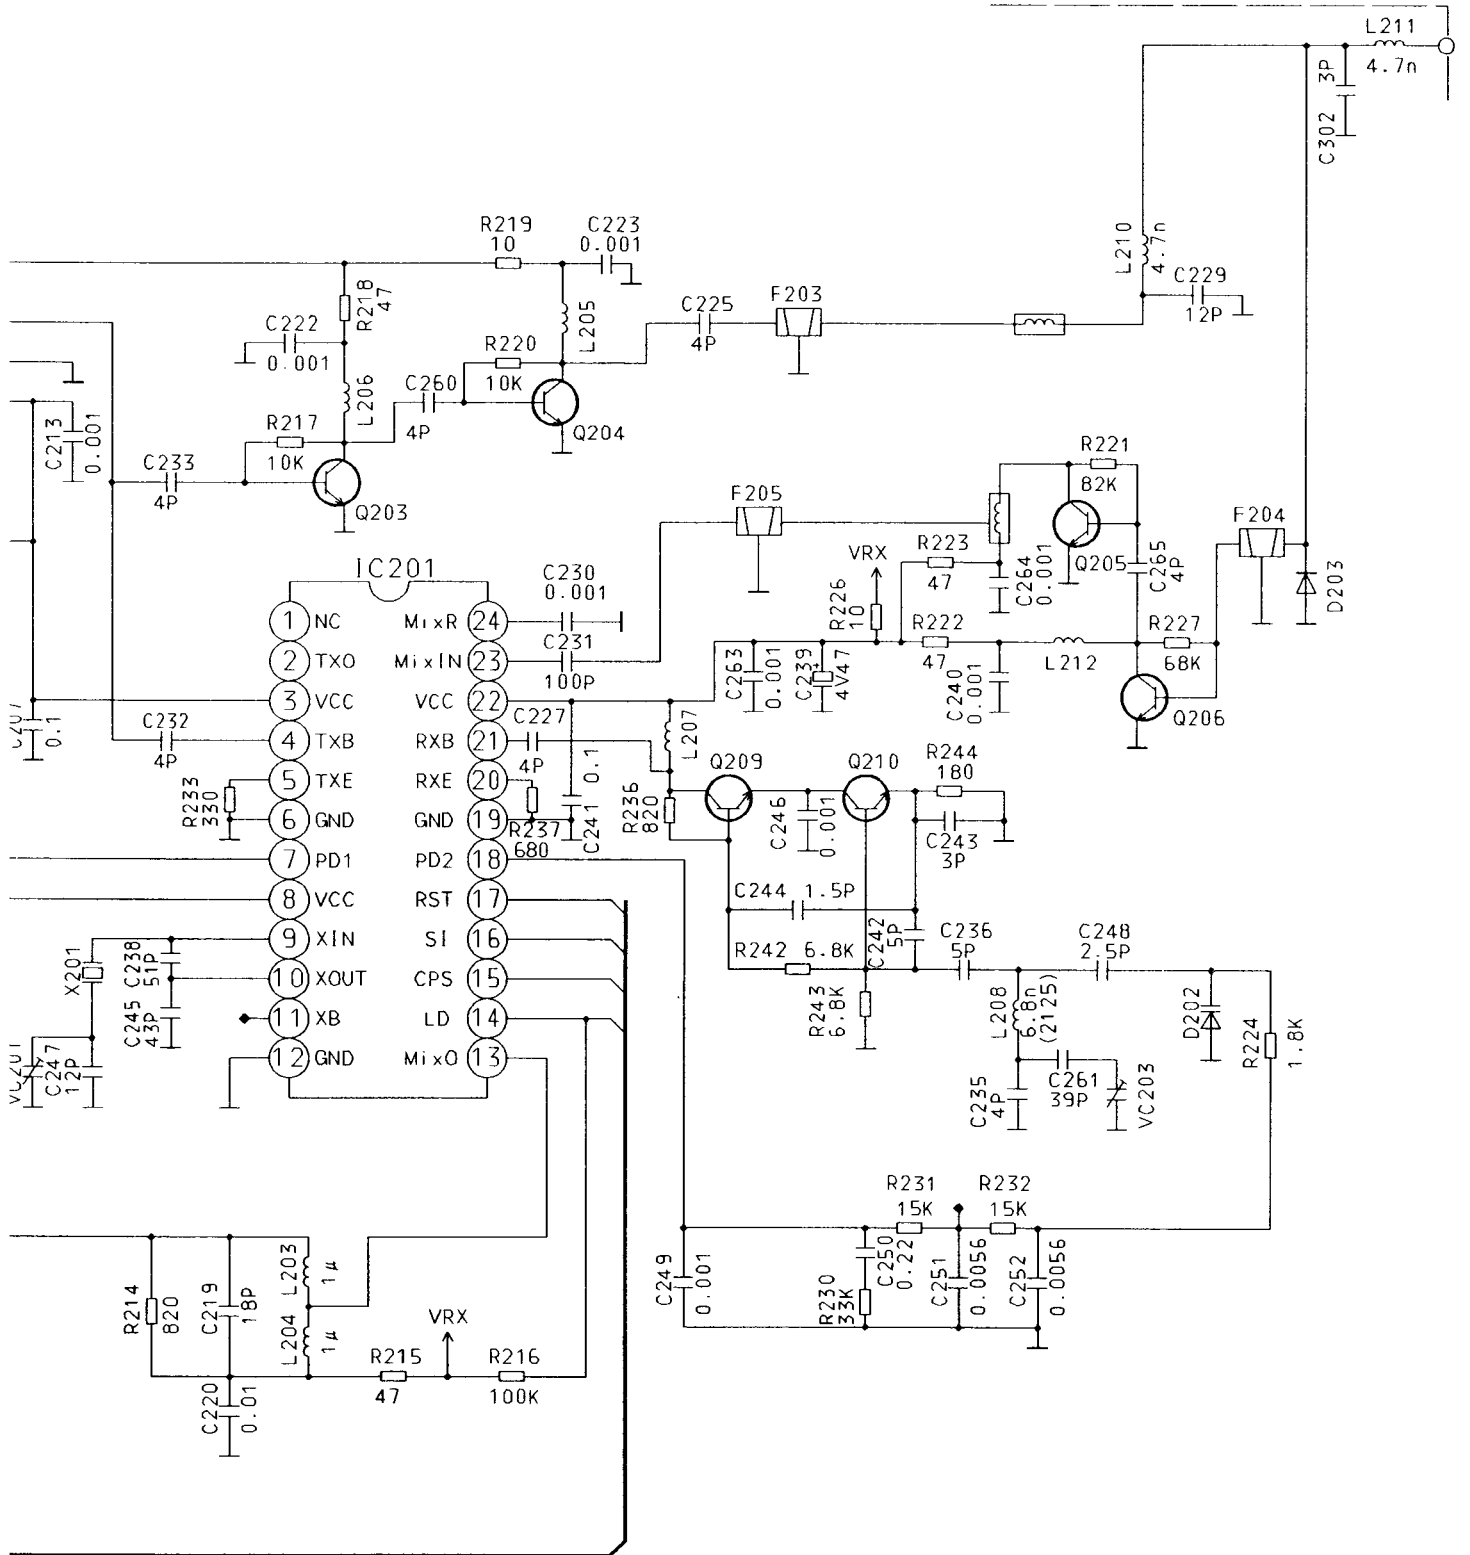 L211
4.7n
3P
C302
L210
4.7n
C229
12P
R219
10
C223
0.001
R218
47
C222
0.001
L205
C225
4P
F203
R220
10K
L206
C260
4P
Q204
R217
10K
C213
0.001
C233
4P
Q203
F205
R221
82K
Q205
C265
4P
F204
D203
VRX
R223
47
C264
0.001
R226
10
R222
47
L212
R227
68K
Q206
C263
0.001
C239
+
4V47
C240
0.001
IC201
C230
0.001
C231
100P
1 NC MixR 24
2 TXO MixIN 23
3 VCC VCC 22
4 TXB RXB 21
5 TXE RXE 20
6 GND GND 19
7 PD1 PD2 18
8 VCC RST 17
9 XIN SI 16
10 XOUT CPS 15
11 XB LD 14
12 GND MixO 13
0.1
C232
4P
R233
330
C227
4P
L207
C241 0.1
R237
680
R236
820
Q209
Q210
C246
0.001
R244
180
C243
3P
C244 1.5P
C242
5P
R242 6.8K
R243
6.8K
C236
5P
C248
2.5P
L208
6.8n
(2125)
D202
R224
1.8K
C235
4P
C261
39P
VC203
X201
C238
51P
C245
43P
C247
12P
R231
15K
R232
15K
C249
0.001
C250
0.22
R230
33K
C251
0.0056
C252
0.0056
R214
820
C219
18P
L203
1μ
L204
1μ
C220
0.01
R215
47
VRX
R216
100K